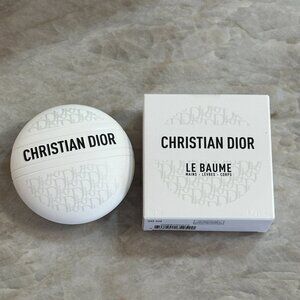 CHRISTIAN DIOR
CHRISTIAN DIOR
LE BAUME
MAINS - LÈVRES - CORPS